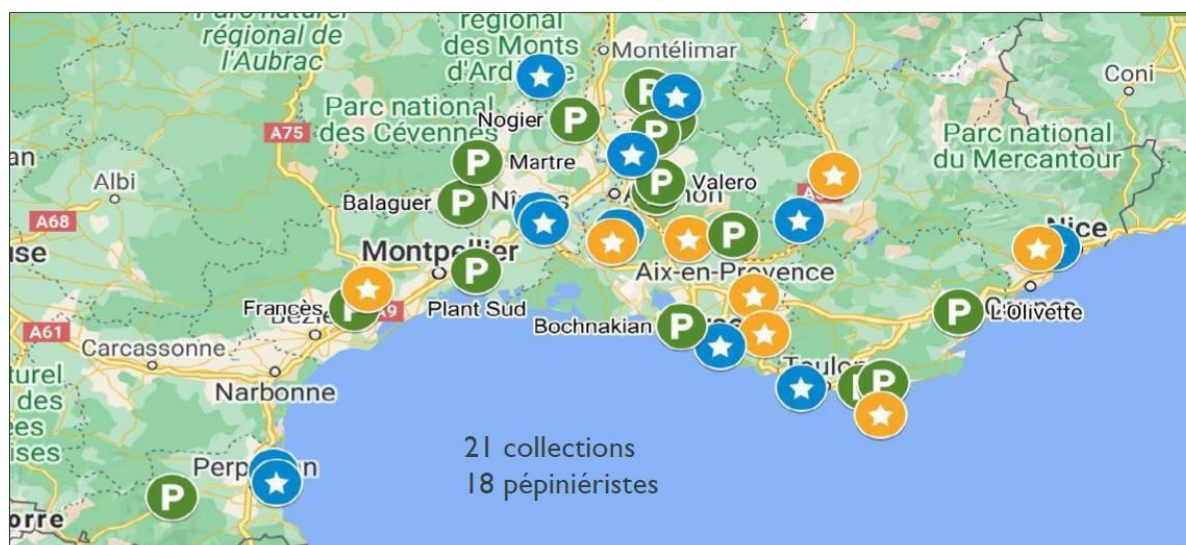 Parc naturel
régional de
l'Aubrac
régional
des Monts
d'Ard
Montélimar
Coni
Parc national
des Cévennes
A75
Nogier
P
P
P
Parc national
du Mercantour
Albi
Martre
P
Balaguer
P
Valero
P
A68
Nice
Montpellier
P
Aix-en-Provence
Plant Sud
P
Francès
P
A9
Bochnakian
P
L'Olivette
P
A61
Carcassonne
Narbonne
P
P
21 collections
18 pépiniéristes
P